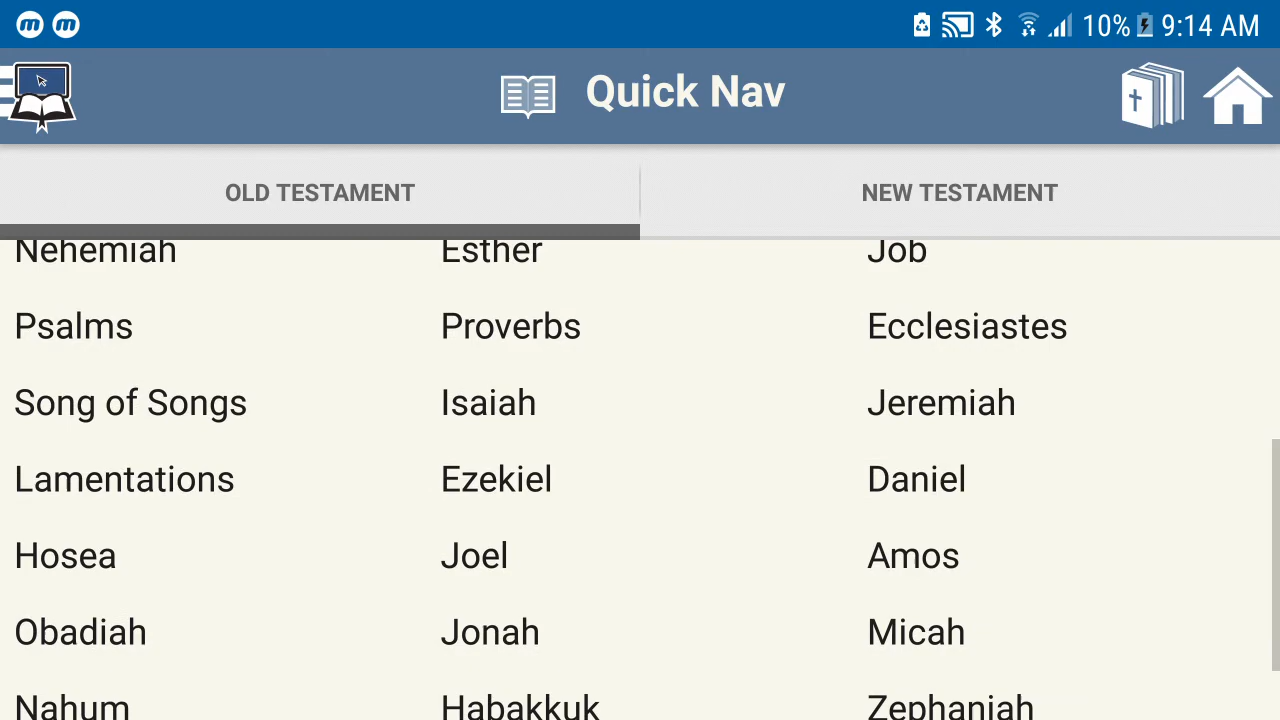 10% 9:14 AM
Quick Nav
OLD TESTAMENT NEW TESTAMENT
Nehemiah Esther Job
Psalms Proverbs Ecclesiastes
Song of Songs Isaiah Jeremiah
Lamentations Ezekiel Daniel
Hosea Joel Amos
Obadiah Jonah Micah
Nahum Habakkuk Zephaniah